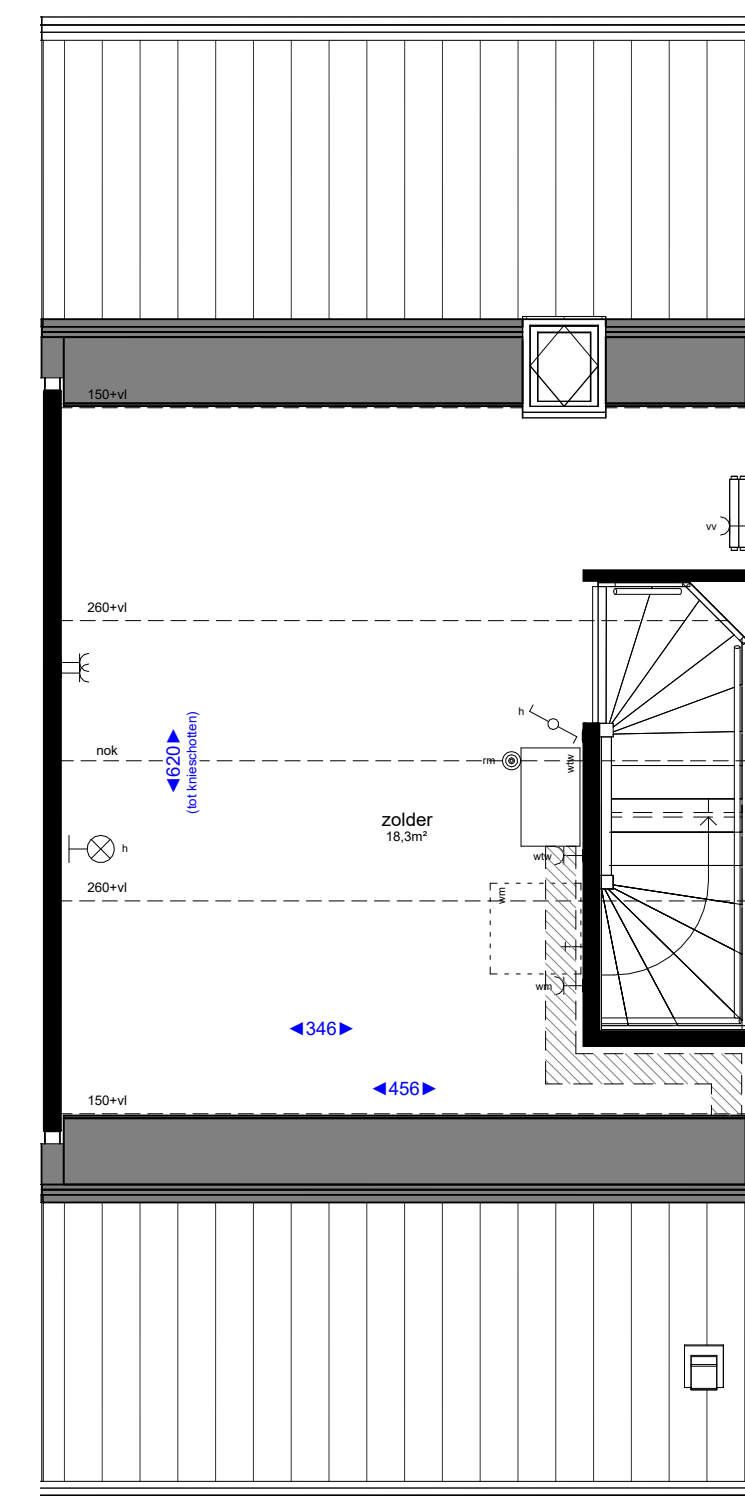 150+vl
vv
260+vl
h
nok
◄620►
(tot knieschotten)
rm
wtw
zolder
18,3m²
h
wtw
260+vl
wm
wm
◄346►
◄456►
150+vl